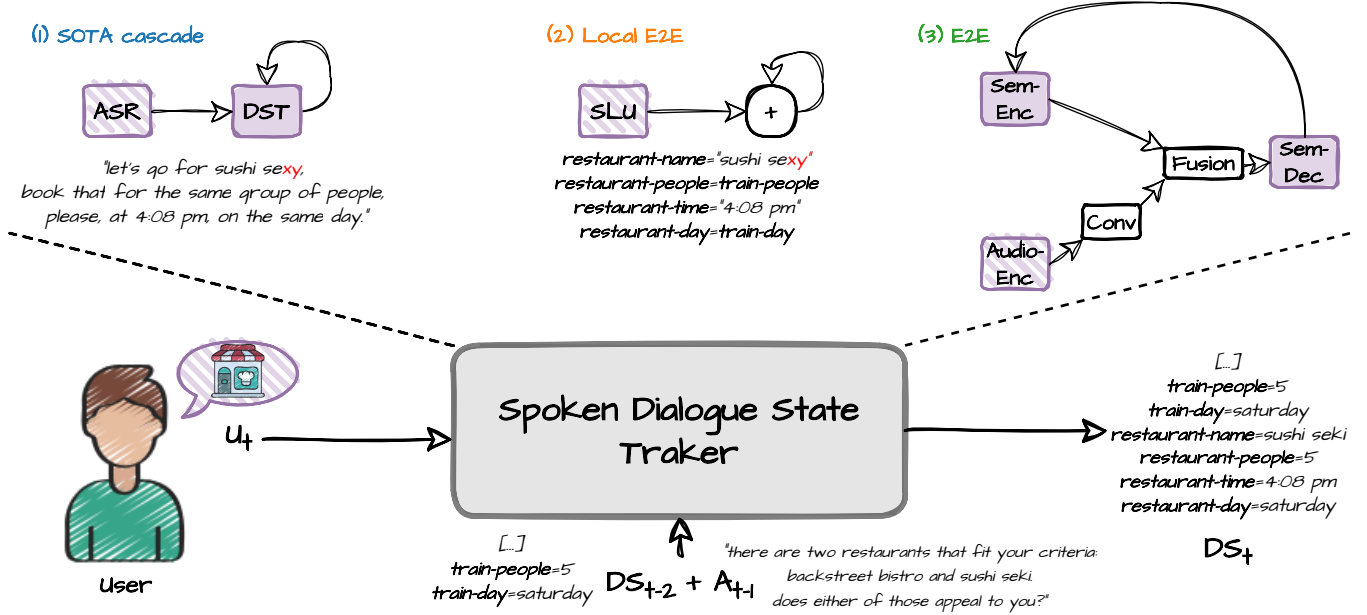 (1) SOTA cascade
ASR
DST
"let's go for sushi sexy,
book that for the same group of people,
please, at 4:08 pm, on the same day."
(2) Local E2E
SLU
+
restaurant-name="sushi sexy"
restaurant-people=train-people
restaurant-time="4:08 pm"
restaurant-day=train-day
(3) E2E
Sem-
Enc
Fusion
Sem-
Dec
Conv
Audio-
Enc
User
Ut
Spoken Dialogue State
Traker
[...]
train-people=5
train-day=saturday
DSt-2 + At-1
"there are two restaurants that fit your criteria:
backstreet bistro and sushi seki.
does either of those appeal to you?"
[...]
train-people=5
train-day=saturday
restaurant-name=sushi seki
restaurant-people=5
restaurant-time=4:08 pm
restaurant-day=saturday
DSt